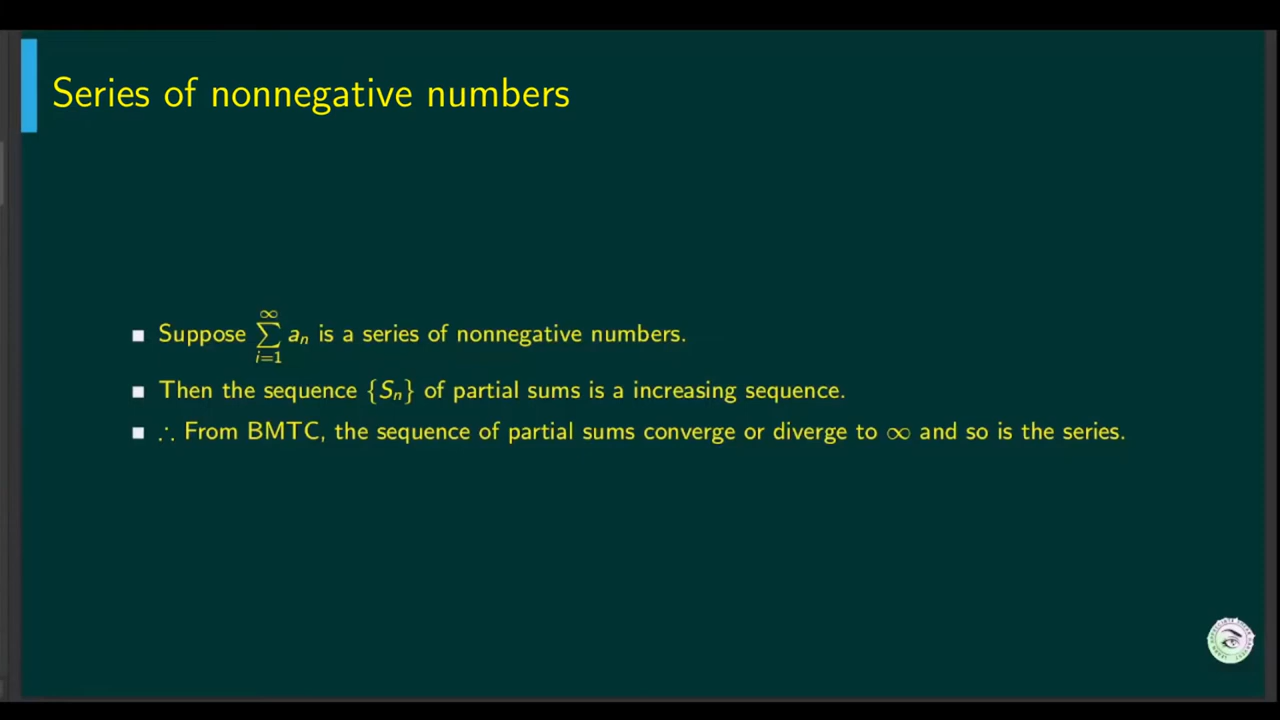 Series of nonnegative numbers
Suppose ∑_{i=1}^{∞} a_n is a series of nonnegative numbers.
Then the sequence {S_n} of partial sums is a increasing sequence.
∴ From BMTC, the sequence of partial sums converge or diverge to ∞ and so is the series.